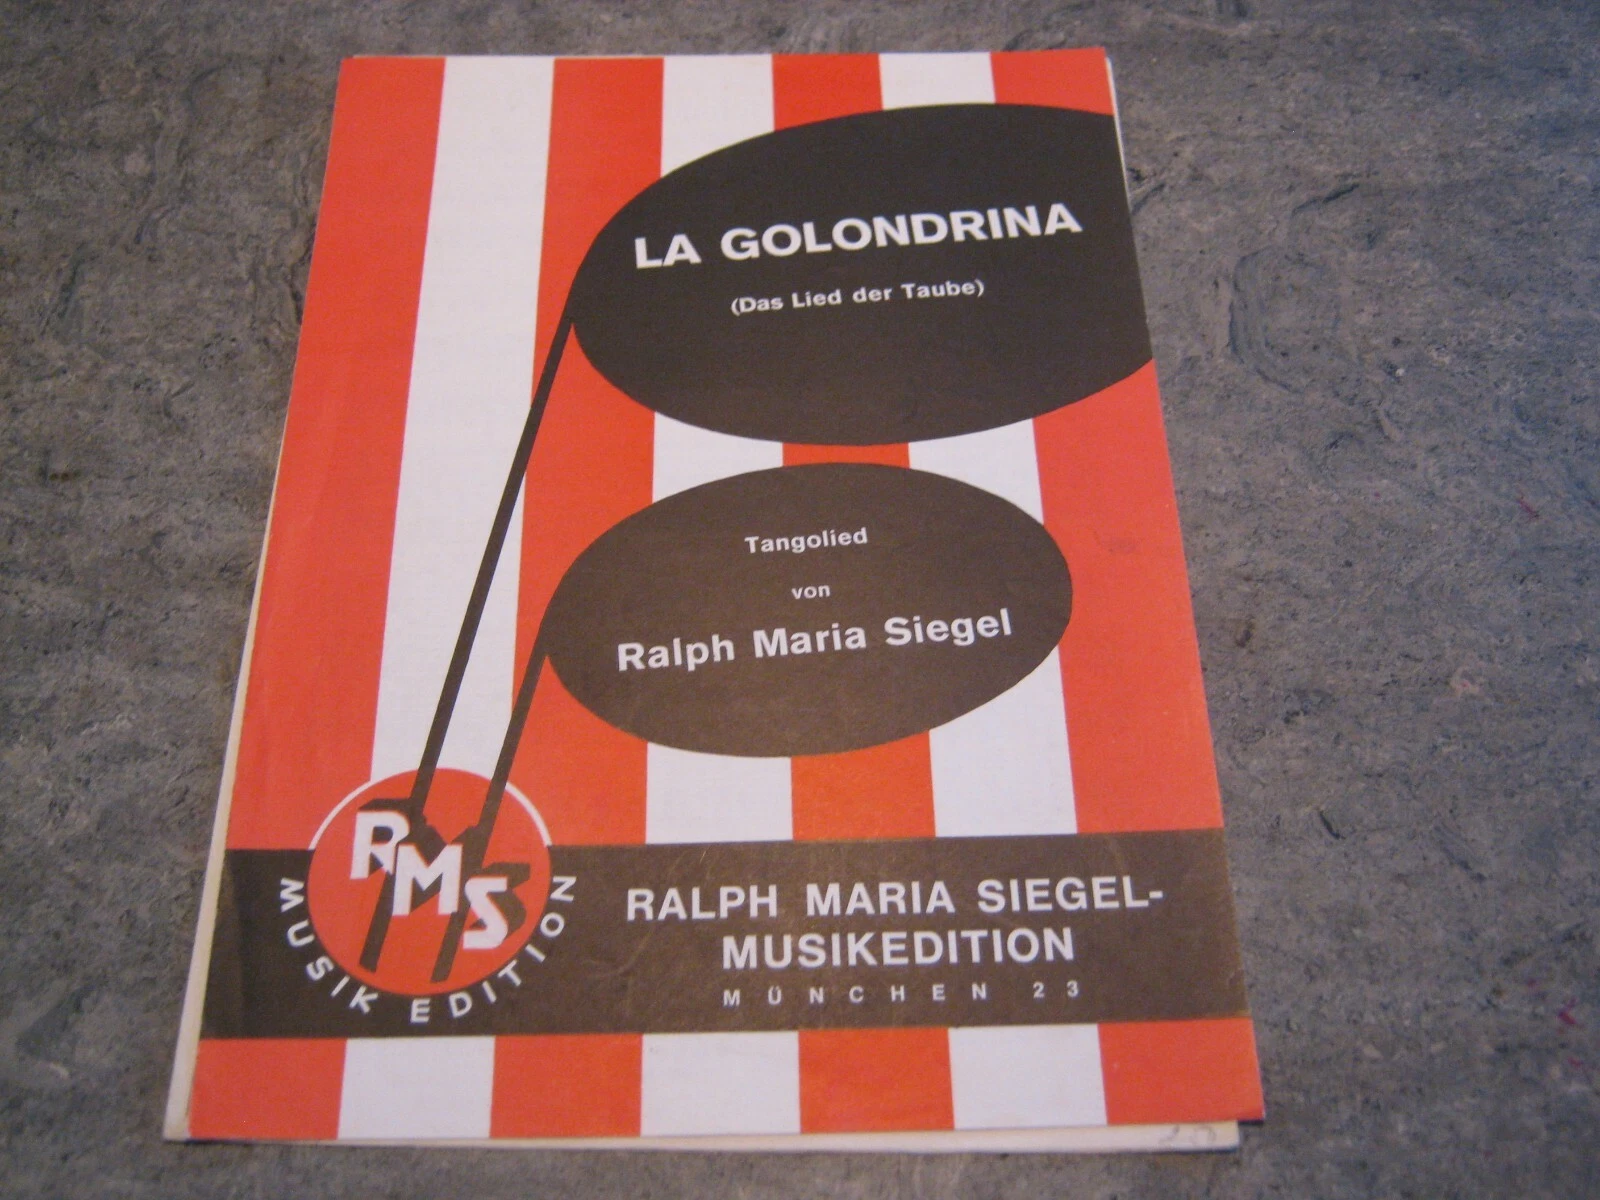 LA GOLONDRINA
(Das Lied der Taube)
Tangolied
von
Ralph Maria Siegel
RMS
MUSIK EDITION
RALPH MARIA SIEGEL-
MUSIKEDITION
MÜNCHEN 23